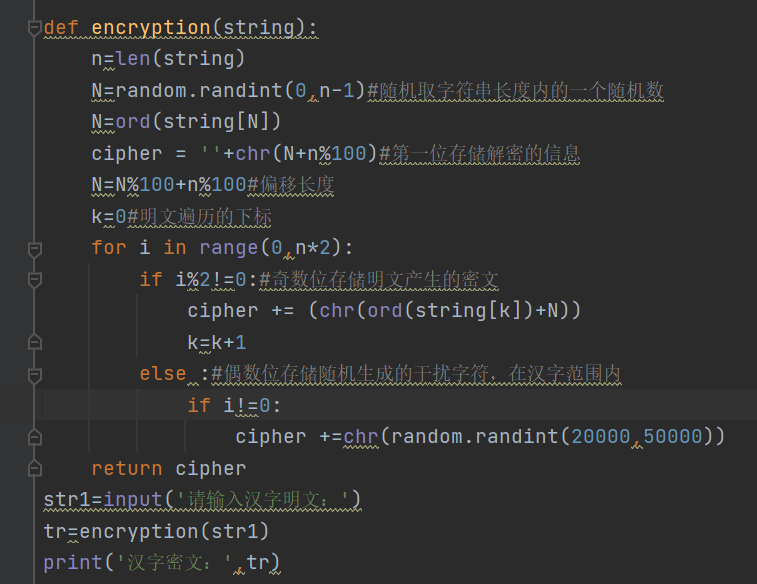 def encryption(string):
    n=len(string)
    N=random.randint(0,n-1)#随机取字符串长度内的一个随机数
    N=ord(string[N])
    cipher = ''+chr(N+n%100)#第一位存储解密的信息
    N=N%100+n%100#偏移长度
    k=0#明文遍历的下标
    for i in range(0,n*2):
        if i%2!=0:#奇数位存储明文产生的密文
            cipher += (chr(ord(string[k])+N))
            k=k+1
        else :#偶数位存储随机生成的干扰字符，在汉字范围内
            if i!=0:
                cipher +=chr(random.randint(20000,50000))
    return cipher
str1=input('请输入汉字明文：')
tr=encryption(str1)
print('汉字密文：',tr)